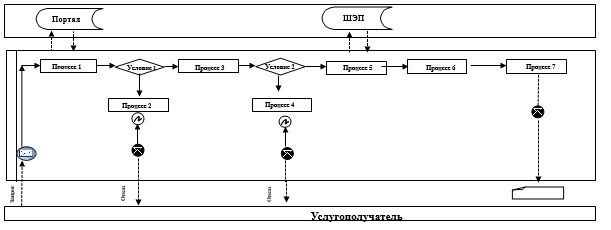 Портал
ШЭП
Процесс 1
Условие 1
Процесс 3
Условие 2
Процесс 5
Процесс 6
Процесс 7
Процесс 2
Процесс 4
Запрос
Отказ
Отказ
Услугополучатель